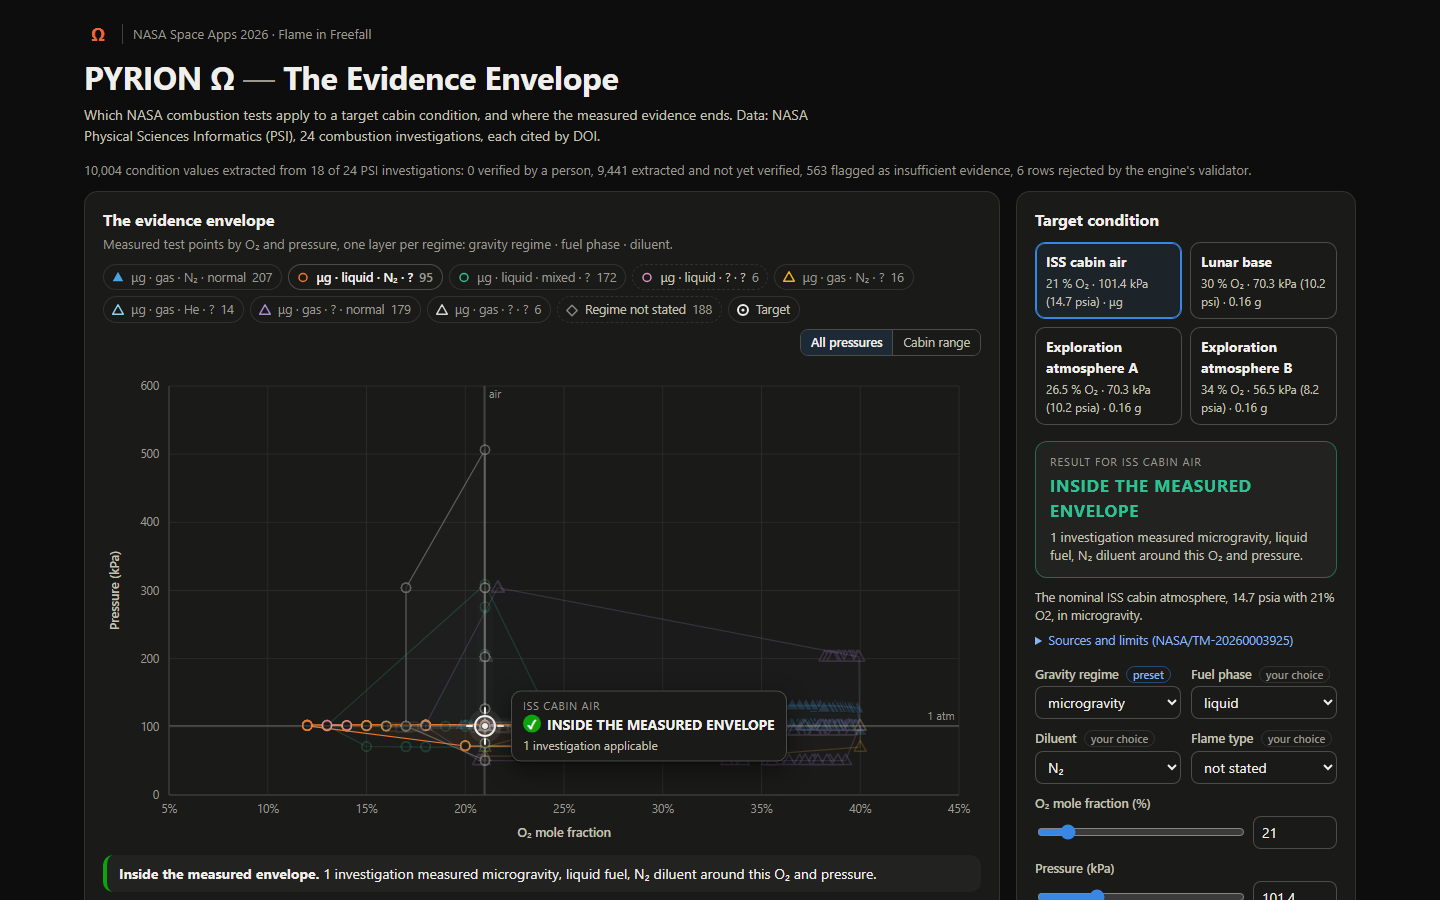 Ω NASA Space Apps 2026 · Flame in Freefall
PYRION Ω — The Evidence Envelope
Which NASA combustion tests apply to a target cabin condition, and where the measured evidence ends. Data: NASA
Physical Sciences Informatics (PSI), 24 combustion investigations, each cited by DOI.
10,004 condition values extracted from 18 of 24 PSI investigations: 0 verified by a person, 9,441 extracted and not yet verified, 563 flagged as insufficient evidence, 6 rows rejected by the engine's validator.
The evidence envelope
Measured test points by O₂ and pressure, one layer per regime: gravity regime · fuel phase · diluent.
µg · gas · N₂ · normal 207
µg · liquid · N₂ · ? 95
µg · liquid · mixed · ? 172
µg · liquid · ? · ? 6
µg · gas · N₂ · ? 16
µg · gas · He · ? 14
µg · gas · ? · normal 179
µg · gas · ? · ? 6
Regime not stated 188
Target
All pressures
Cabin range
air
600
500
400
300
200
100
0
Pressure (kPa)
1 atm
ISS CABIN AIR
INSIDE THE MEASURED ENVELOPE
1 investigation applicable
5% 10% 15% 20% 25% 30% 35% 40% 45%
O₂ mole fraction
Inside the measured envelope. 1 investigation measured microgravity, liquid fuel, N₂ diluent around this O₂ and pressure.
Target condition
ISS cabin air
21 % O₂ · 101.4 kPa
(14.7 psia) · µg
Lunar base
30 % O₂ · 70.3 kPa (10.2
psi) · 0.16 g
Exploration
atmosphere A
26.5 % O₂ · 70.3 kPa
(10.2 psia) · 0.16 g
Exploration
atmosphere B
34 % O₂ · 56.5 kPa (8.2
psia) · 0.16 g
RESULT FOR ISS CABIN AIR
INSIDE THE MEASURED
ENVELOPE
1 investigation measured microgravity, liquid
fuel, N₂ diluent around this O₂ and pressure.
The nominal ISS cabin atmosphere, 14.7 psia with 21%
O2, in microgravity.
Sources and limits (NASA/TM-20260003925)
Gravity regime preset
microgravity
Fuel phase your choice
liquid
Diluent your choice
N₂
Flame type your choice
not stated
O₂ mole fraction (%)
21
Pressure (kPa)
101.4